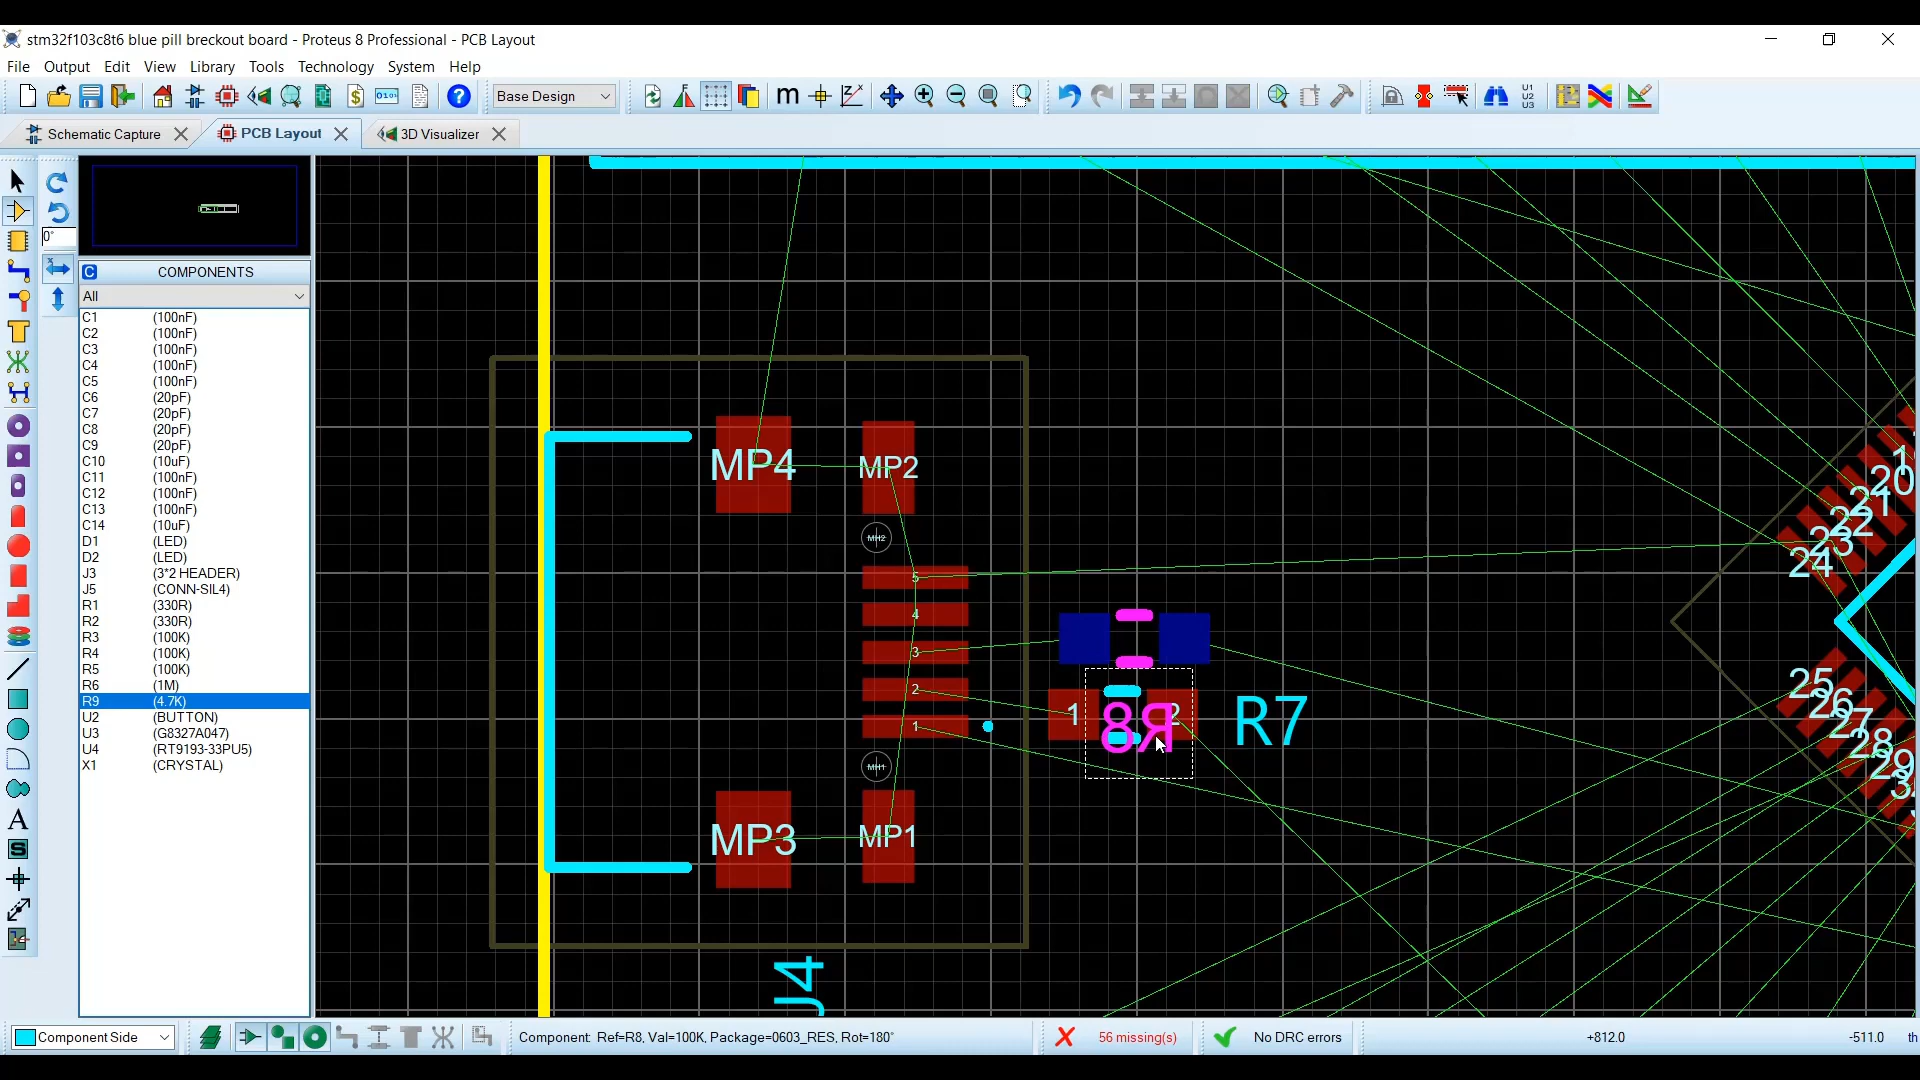 stm32f103c8t6 blue pill breckout board - Proteus 8 Professional - PCB Layout
File Output Edit View Library Tools Technology System Help
Base Design
Schematic Capture PCB Layout 3D Visualizer
0°
C COMPONENTS
All
C1 (100nF)
C2 (100nF)
C3 (100nF)
C4 (100nF)
C5 (100nF)
C6 (20pF)
C7 (20pF)
C8 (20pF)
C9 (20pF)
C10 (10uF)
C11 (100nF)
C12 (100nF)
C13 (100nF)
C14 (10uF)
D1 (LED)
D2 (LED)
J3 (3*2 HEADER)
J5 (CONN-SIL4)
R1 (330R)
R2 (330R)
R3 (100K)
R4 (100K)
R5 (100K)
R6 (1M)
R9 (4.7K)
U2 (BUTTON)
U3 (G8327A047)
U4 (RT9193-33PU5)
X1 (CRYSTAL)
MP4 MP2
MH2
5
4
3
2
1
MH1
MP3 MP1
J4
1 2
R8
R7
20
21
22
23
24
25
26
27
28
29
Component Side
Component: Ref=R8, Val=100K, Package=0603_RES, Rot=180°
56 missing(s)
No DRC errors
+812.0
-511.0
th